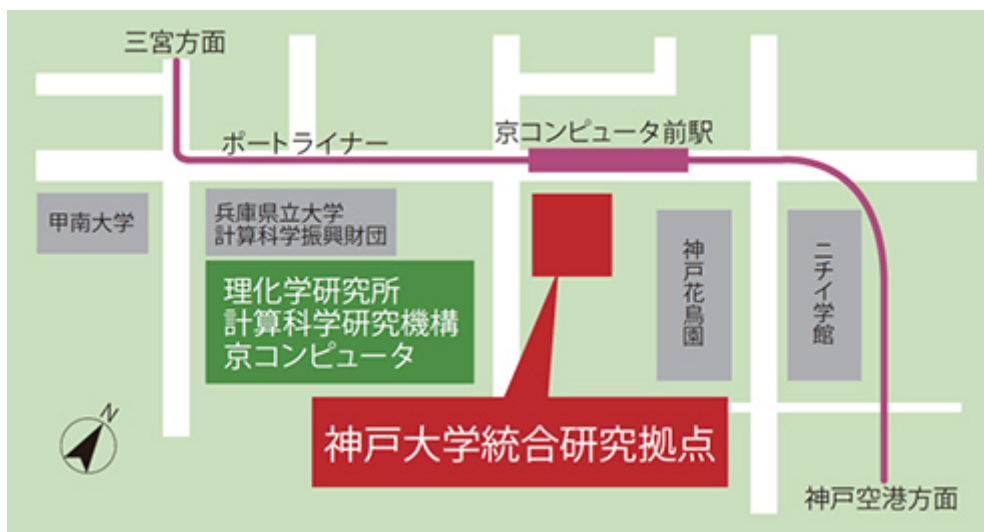 三宮方面
ポートライナー
京コンピュータ前駅
甲南大学
兵庫県立大学
計算科学振興財団
理化学研究所
計算科学研究機構
京コンピュータ
神戸花鳥園
ニチイ学館
神戸大学統合研究拠点
N
神戸空港方面